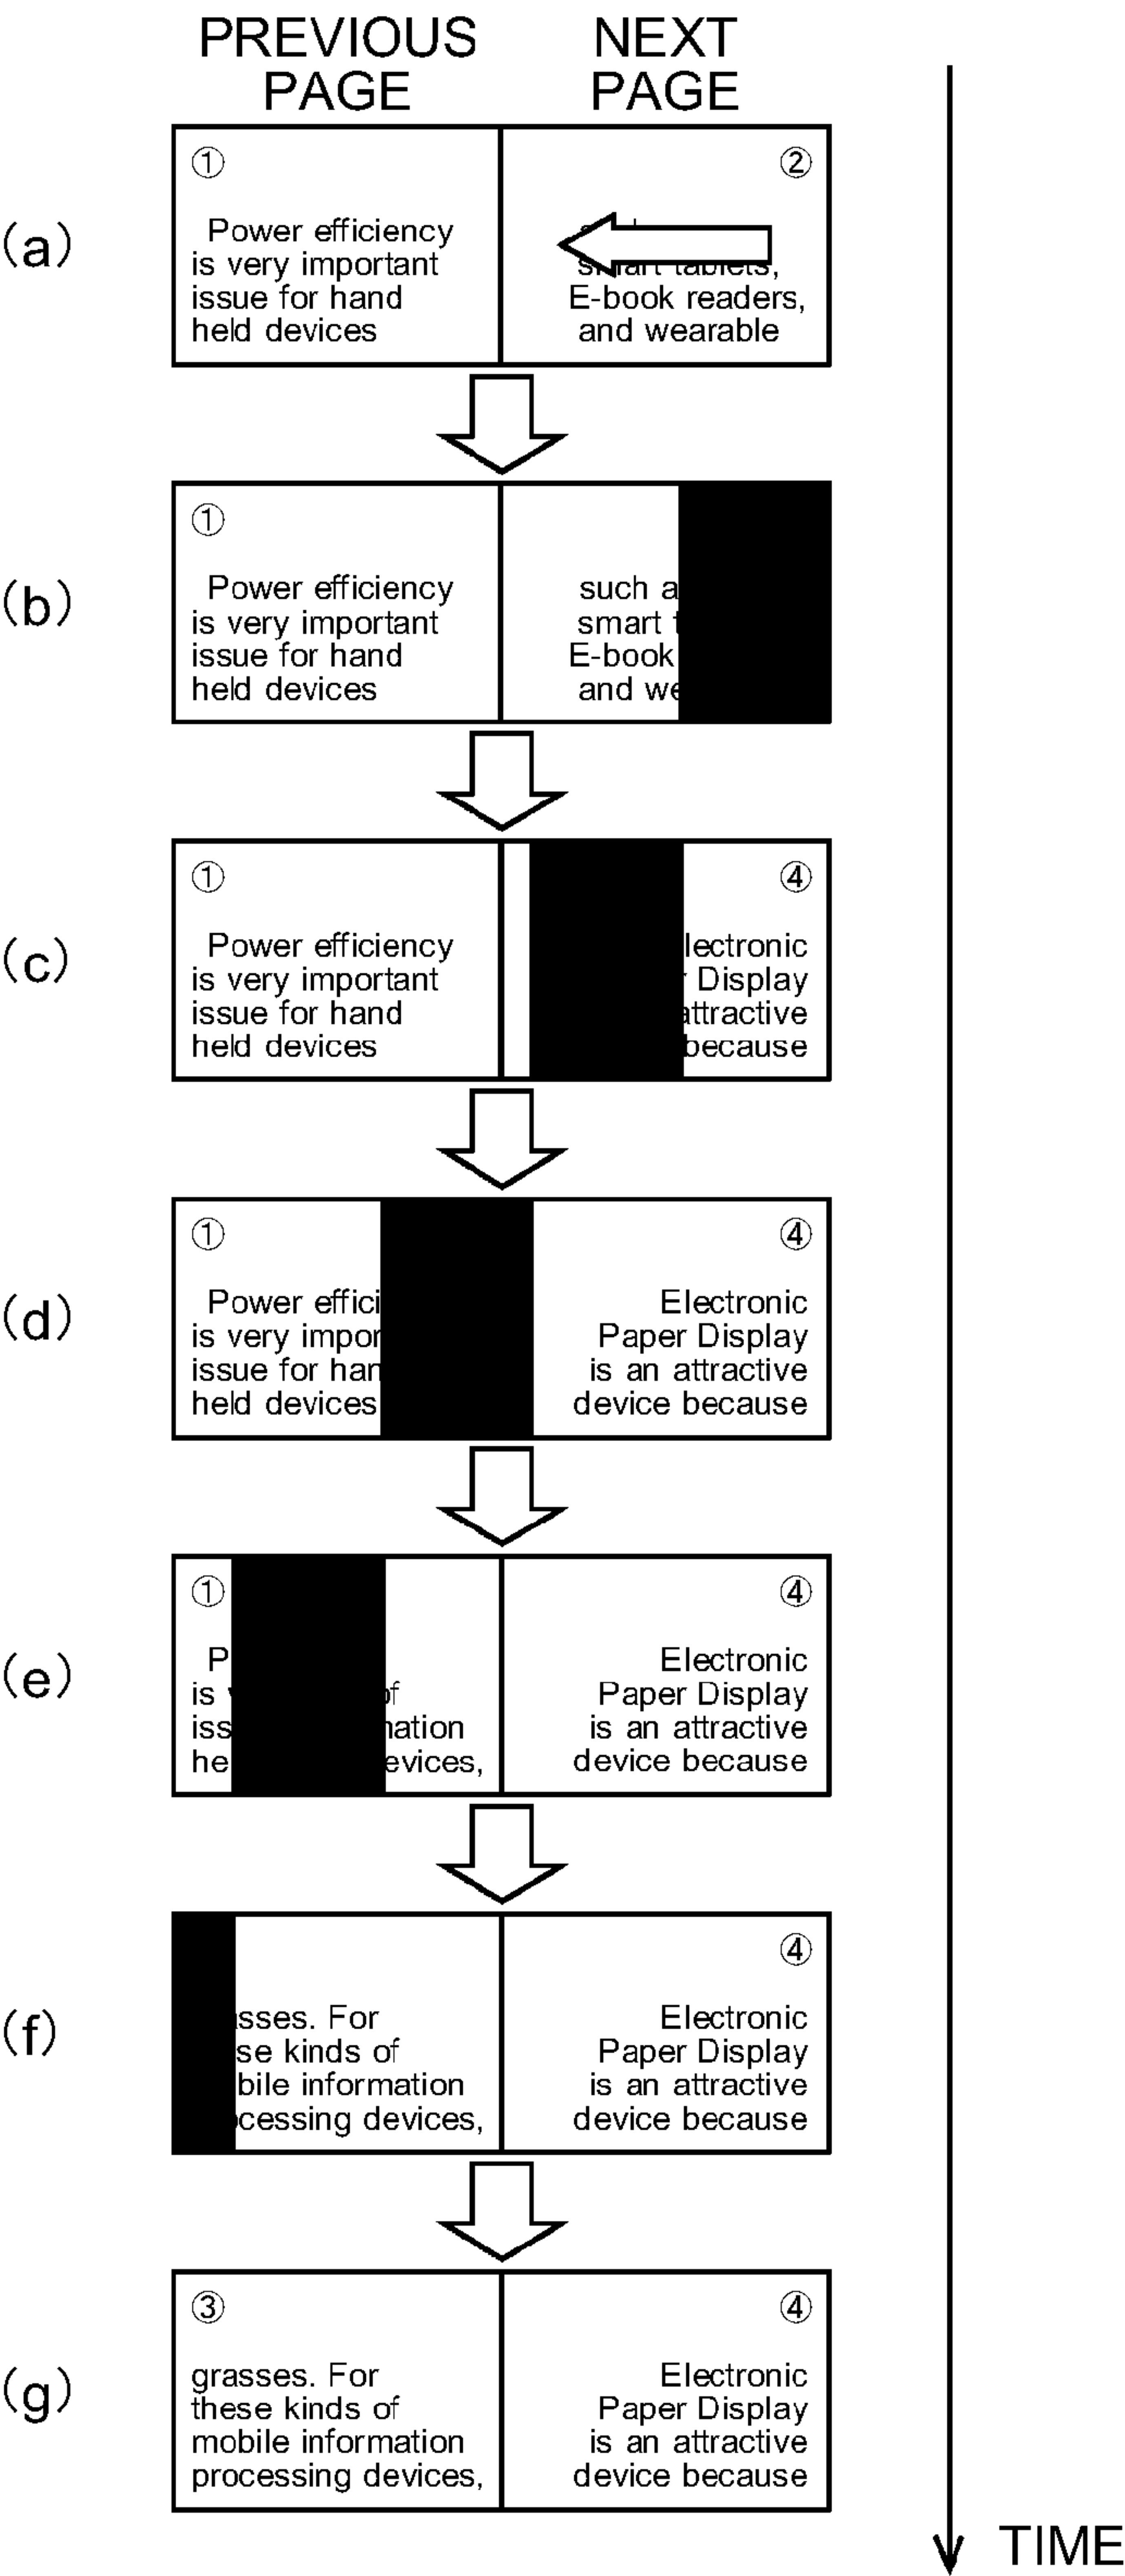 PREVIOUS PAGE
NEXT PAGE
(a)
①
Power efficiency
is very important
issue for hand
held devices
②
smart tablets,
E-book readers,
and wearable
(b)
①
Power efficiency
is very important
issue for hand
held devices
such a
smart t
E-book
and we
(c)
①
Power efficiency
is very important
issue for hand
held devices
④
lectronic
Display
attractive
because
(d)
①
Power effici
is very impor
issue for han
held devices
④
Electronic
Paper Display
is an attractive
device because
(e)
①
P
is of
iss mation
he evices,
④
Electronic
Paper Display
is an attractive
device because
(f)
asses. For
se kinds of
bile information
cessing devices,
④
Electronic
Paper Display
is an attractive
device because
(g)
③
grasses. For
these kinds of
mobile information
processing devices,
④
Electronic
Paper Display
is an attractive
device because
TIME